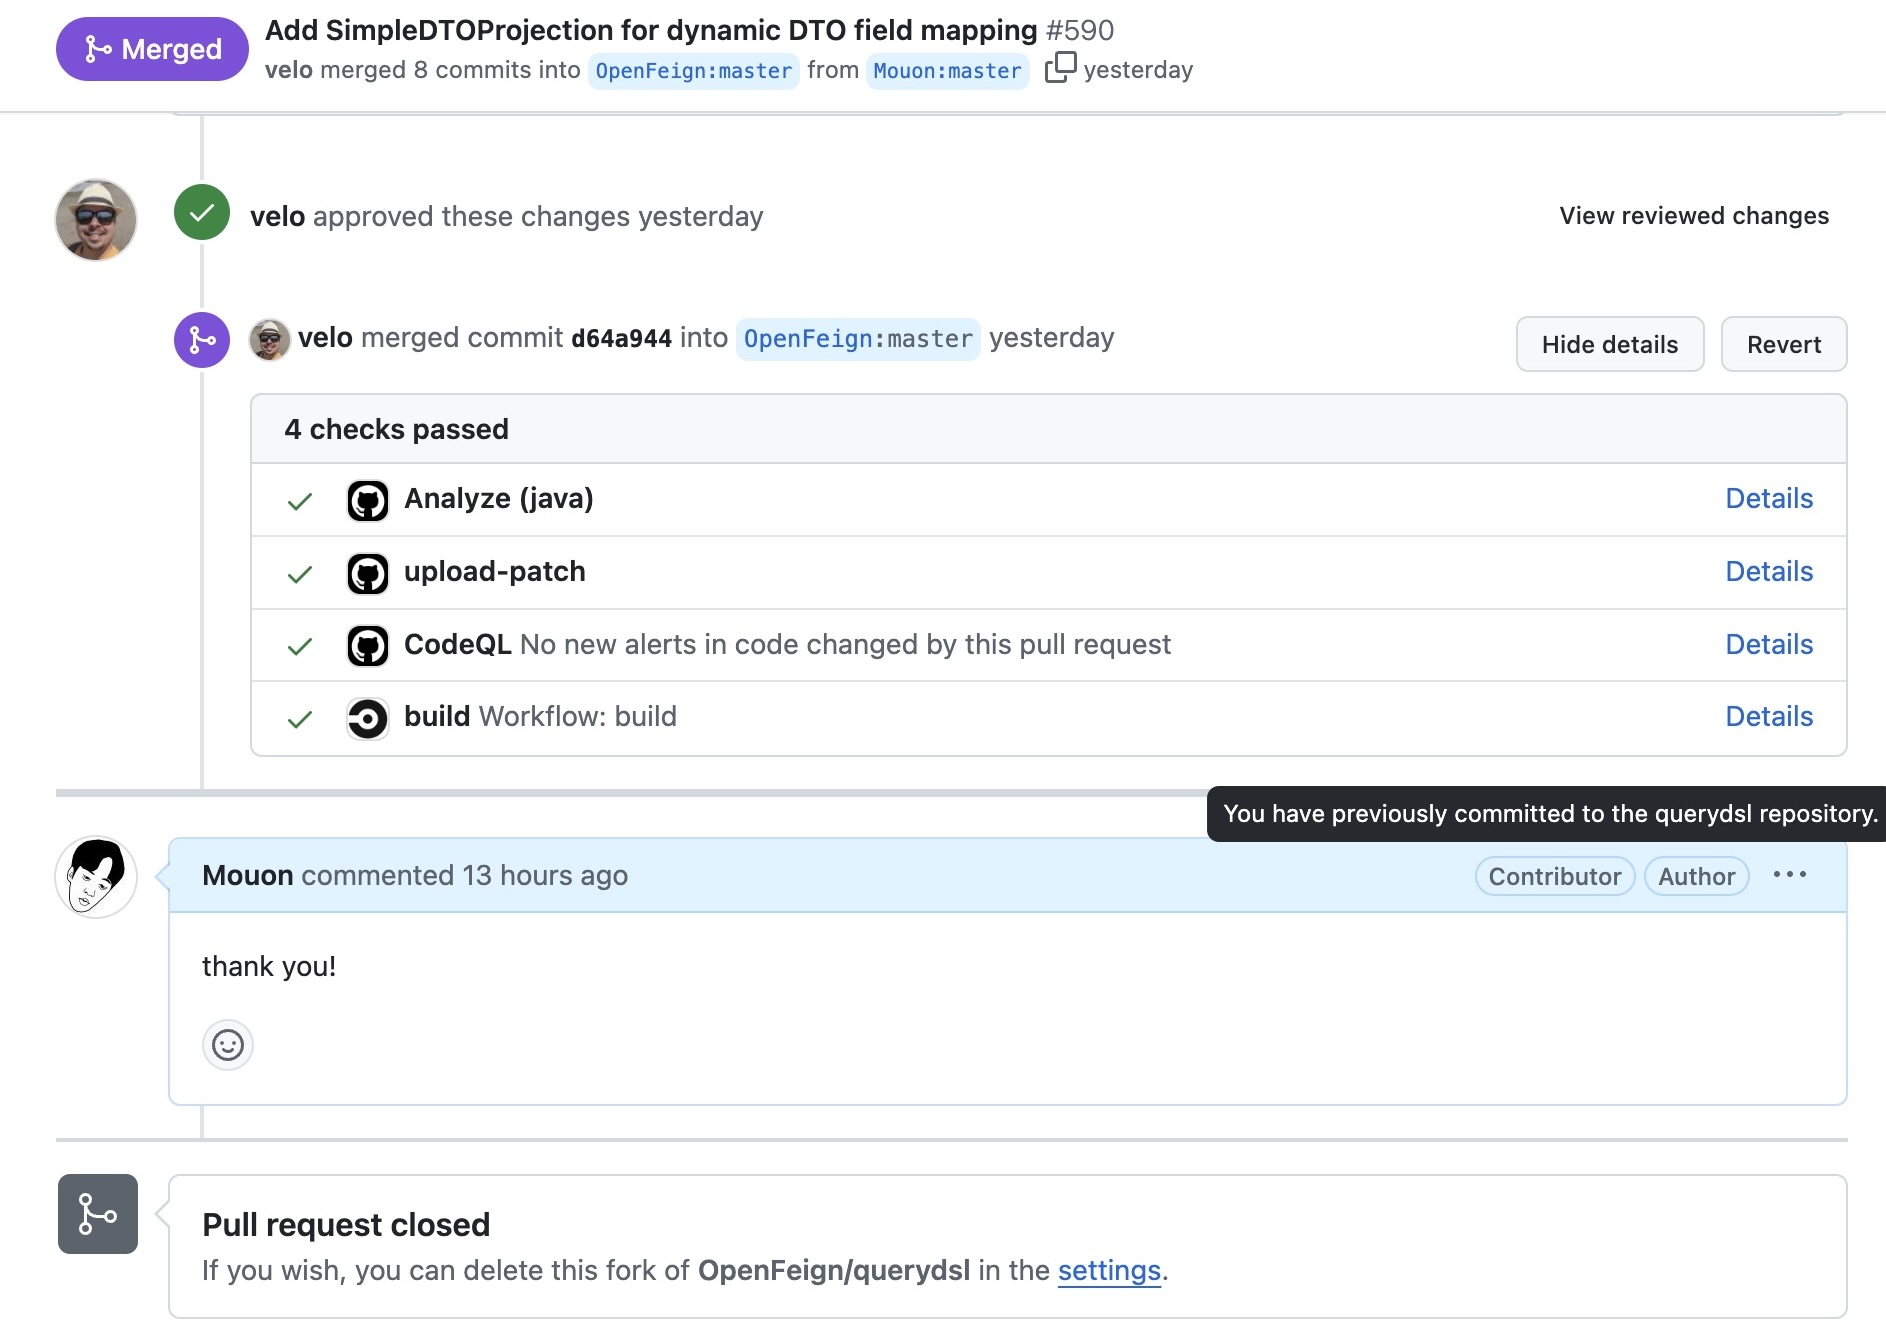 Merged
Add SimpleDTOProjection for dynamic DTO field mapping #590
velo merged 8 commits into OpenFeign:master from Mouon:master yesterday
velo approved these changes yesterday
View reviewed changes
velo merged commit d64a944 into OpenFeign:master yesterday
Hide details
Revert
4 checks passed
Analyze (java)
Details
upload-patch
Details
CodeQL No new alerts in code changed by this pull request
Details
build Workflow: build
Details
You have previously committed to the querydsl repository.
Mouon commented 13 hours ago
Contributor
Author
thank you!
Pull request closed
If you wish, you can delete this fork of OpenFeign/querydsl in the settings.